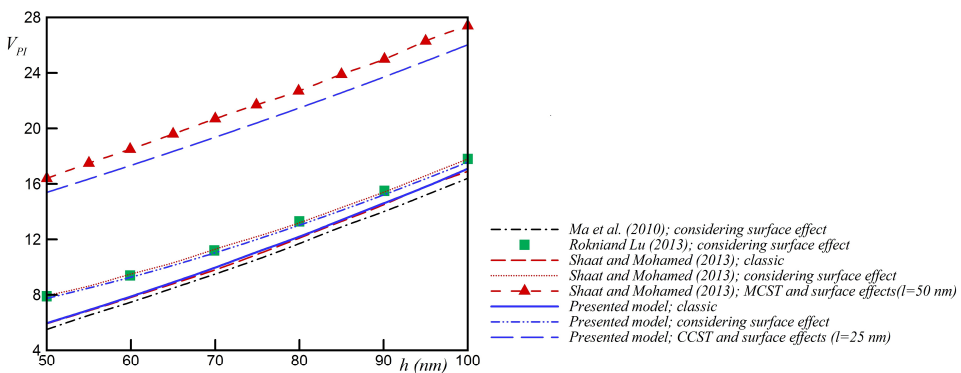 28
V_PI
24
20
16
12
8
4
50
60
70
80
90
100
h (nm)
Ma et al. (2010); considering surface effect
Rokniand Lu (2013); considering surface effect
Shaat and Mohamed (2013); classic
Shaat and Mohamed (2013); considering surface effect
Shaat and Mohamed (2013); MCST and surface effects(l=50 nm)
Presented model; classic
Presented model; considering surface effect
Presented model; CCST and surface effects (l=25 nm)